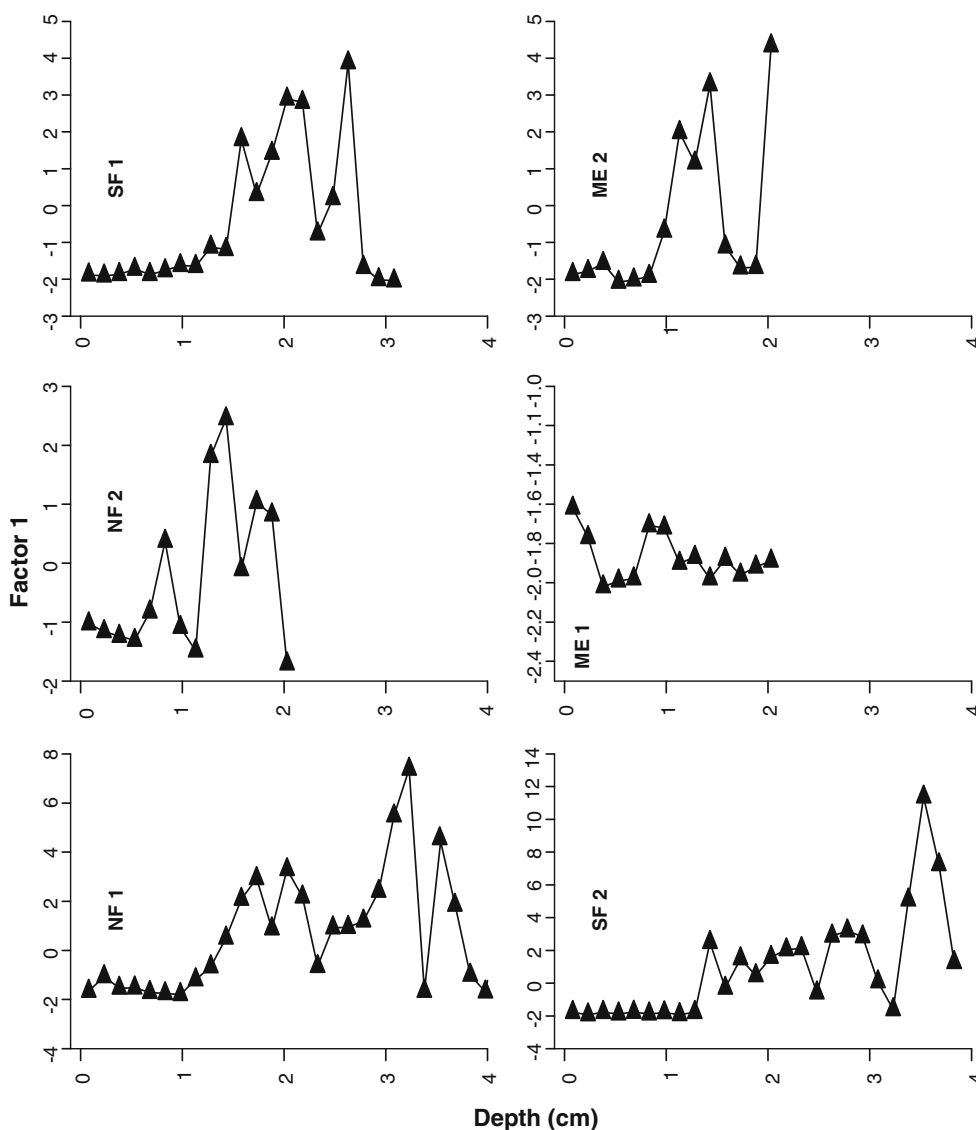 Factor 1
Depth (cm)
SF 1
-3 -2 -1 0 1 2 3 4 5
0 1 2 3 4
ME 2
-3 -2 -1 0 1 2 3 4 5
0 1 2 3 4
NF 2
-2 -1 0 1 2 3
0 1 2 3 4
ME 1
-2.4 -2.2 -2.0 -1.8 -1.6 -1.4 -1.1 -1.0
0 1 2 3 4
NF 1
-4 -2 0 2 4 6 8
0 1 2 3 4
SF 2
-4 -2 0 2 4 6 8 10 12 14
0 1 2 3 4